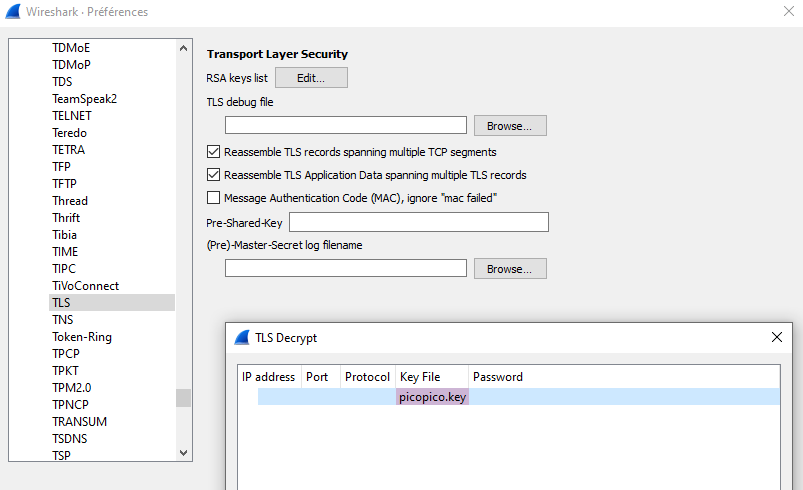 Wireshark · Préférences
TDMoE
TDMoP
TDS
TeamSpeak2
TELNET
Teredo
TETRA
TFP
TFTP
Thread
Thrift
Tibia
TIME
TIPC
TiVoConnect
TLS
TNS
Token-Ring
TPCP
TPKT
TPM2.0
TPNCP
TRANSUM
TSDNS
TSP
Transport Layer Security
RSA keys list Edit...
TLS debug file
Browse...
Reassemble TLS records spanning multiple TCP segments
Reassemble TLS Application Data spanning multiple TLS records
Message Authentication Code (MAC), ignore "mac failed"
Pre-Shared-Key
(Pre)-Master-Secret log filename
Browse...
TLS Decrypt
IP address Port Protocol Key File Password
picopico.key